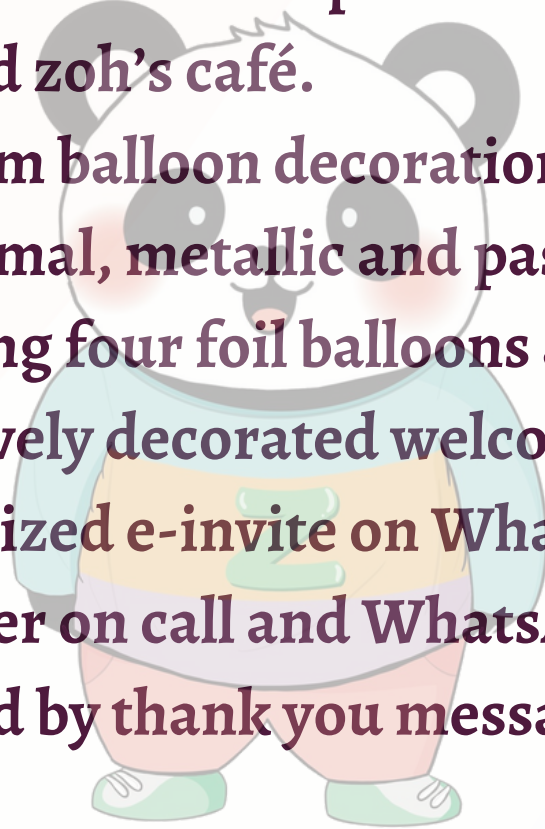 d zoh’s café.
m balloon decoration
mal, metallic and pas
ng four foil balloons
vely decorated welco
ized e-invite on Wha
er on call and Whats
d by thank you messa
Z